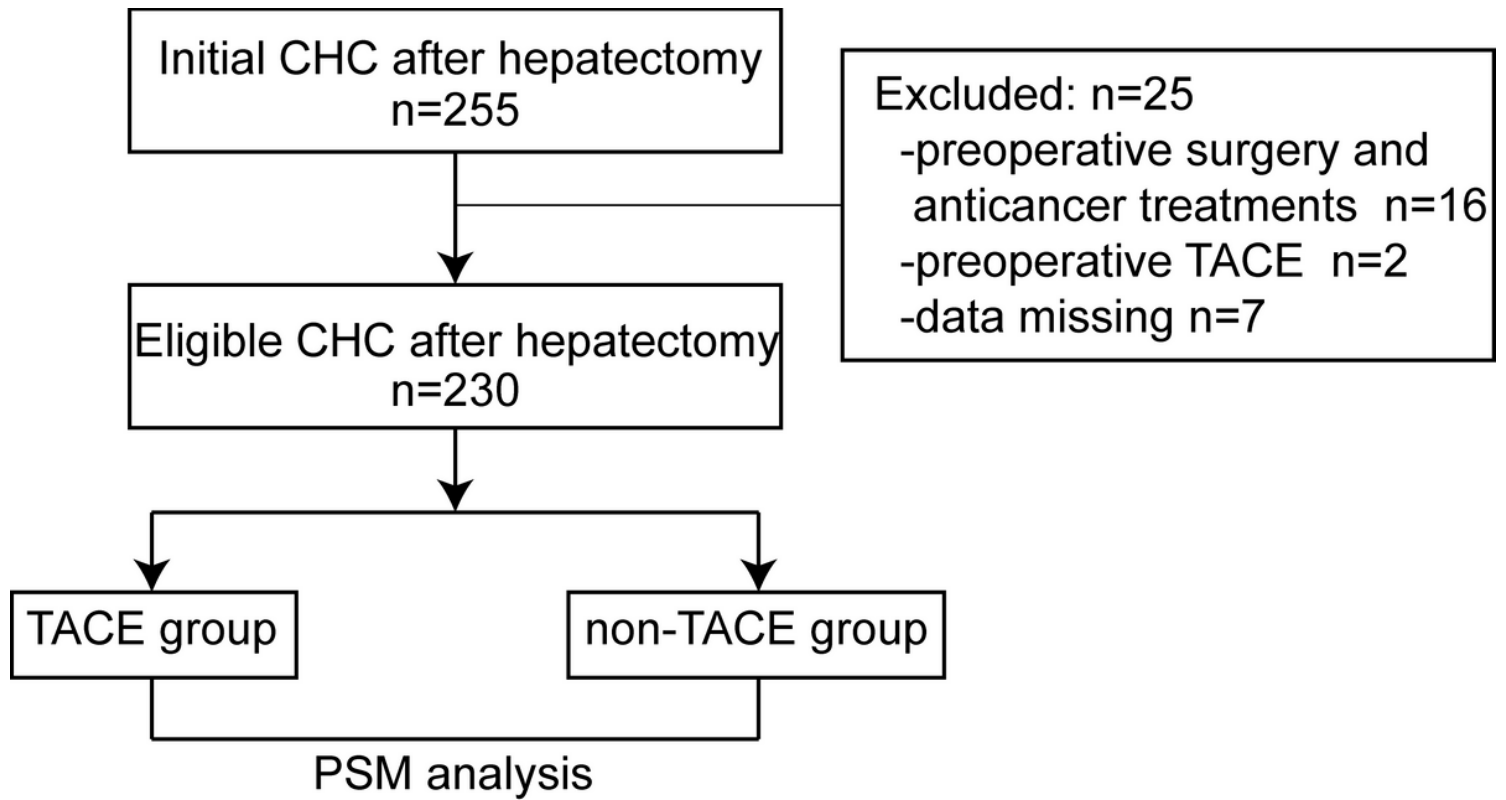 Initial CHC after hepatectomy
n=255
Excluded: n=25
-preoperative surgery and
anticancer treatments n=16
-preoperative TACE n=2
-data missing n=7
Eligible CHC after hepatectomy
n=230
TACE group
non-TACE group
PSM analysis